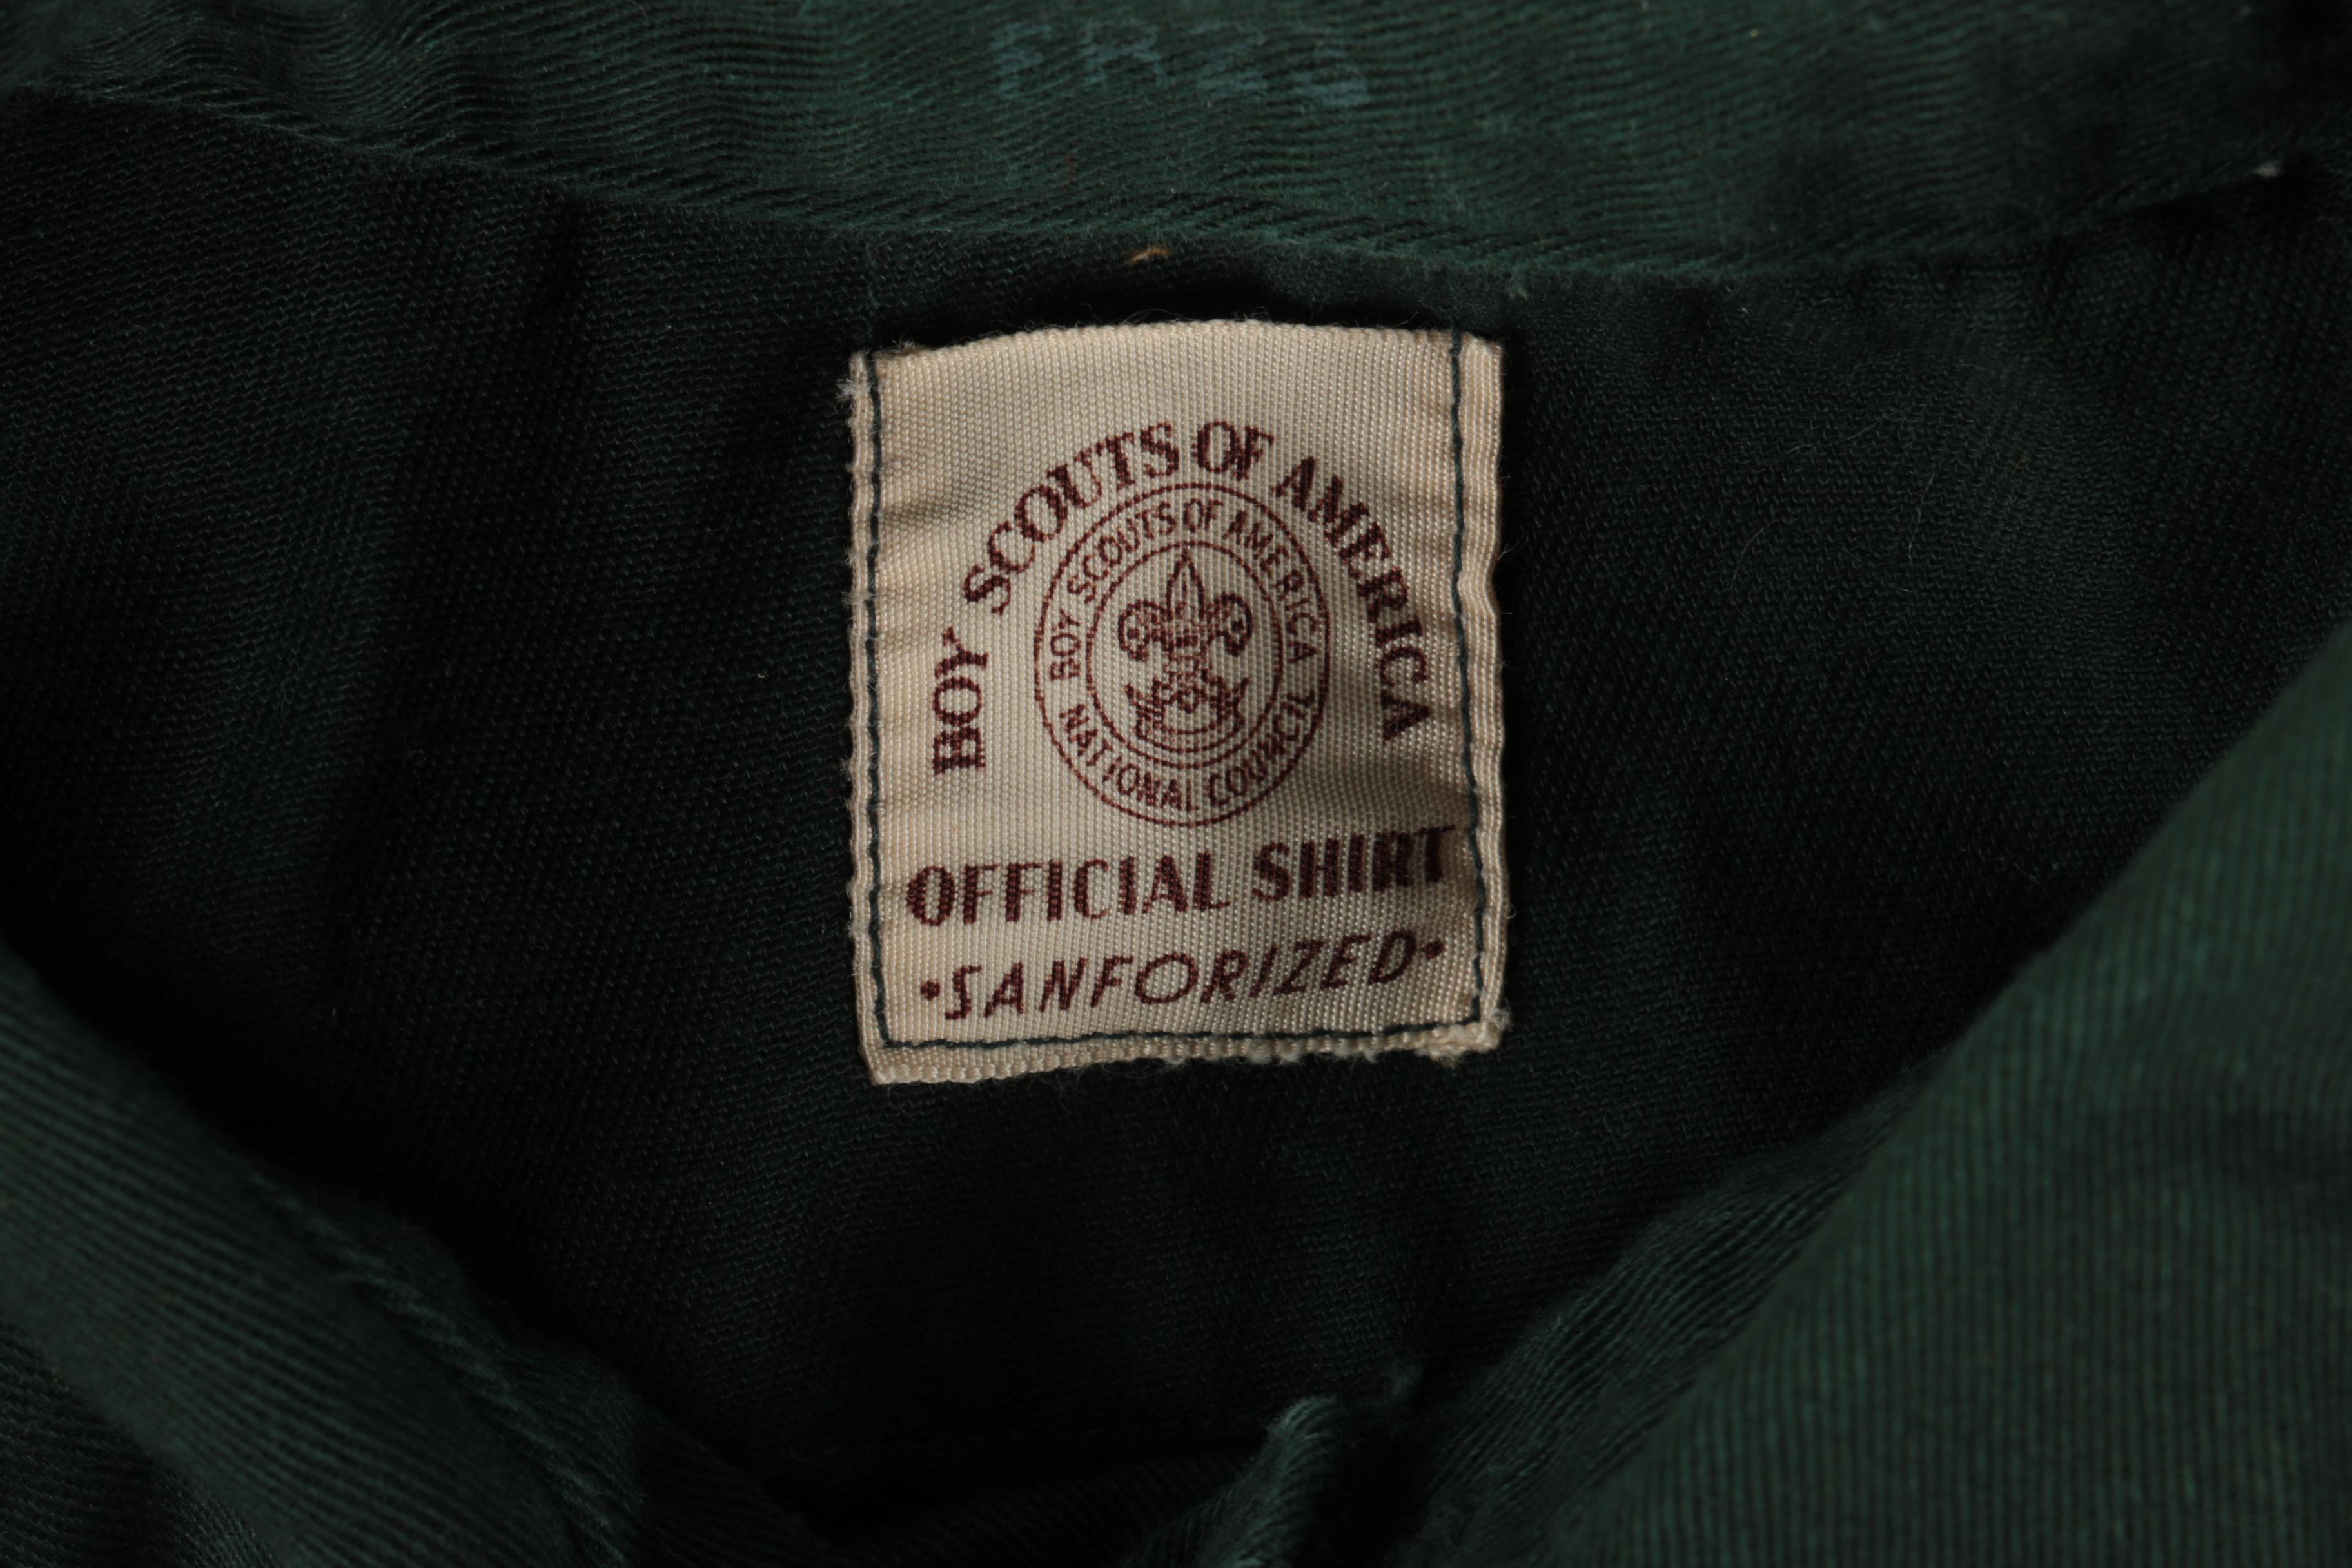 BOY SCOUTS OF AMERICA
BOY SCOUTS OF AMERICA
NATIONAL COUNCIL
OFFICIAL SHIRT
•SANFORIZED•